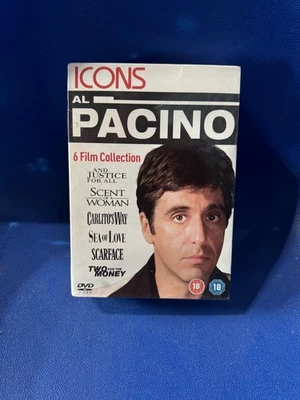 ICONS
AL
PACINO
6 Film Collection
AND
JUSTICE
FOR ALL
SCENT
OF A
WOMAN
CARLITO'S WAY
SEA OF LOVE
SCARFACE
TWO FOR THE
MONEY
DVD
VIDEO
18
18